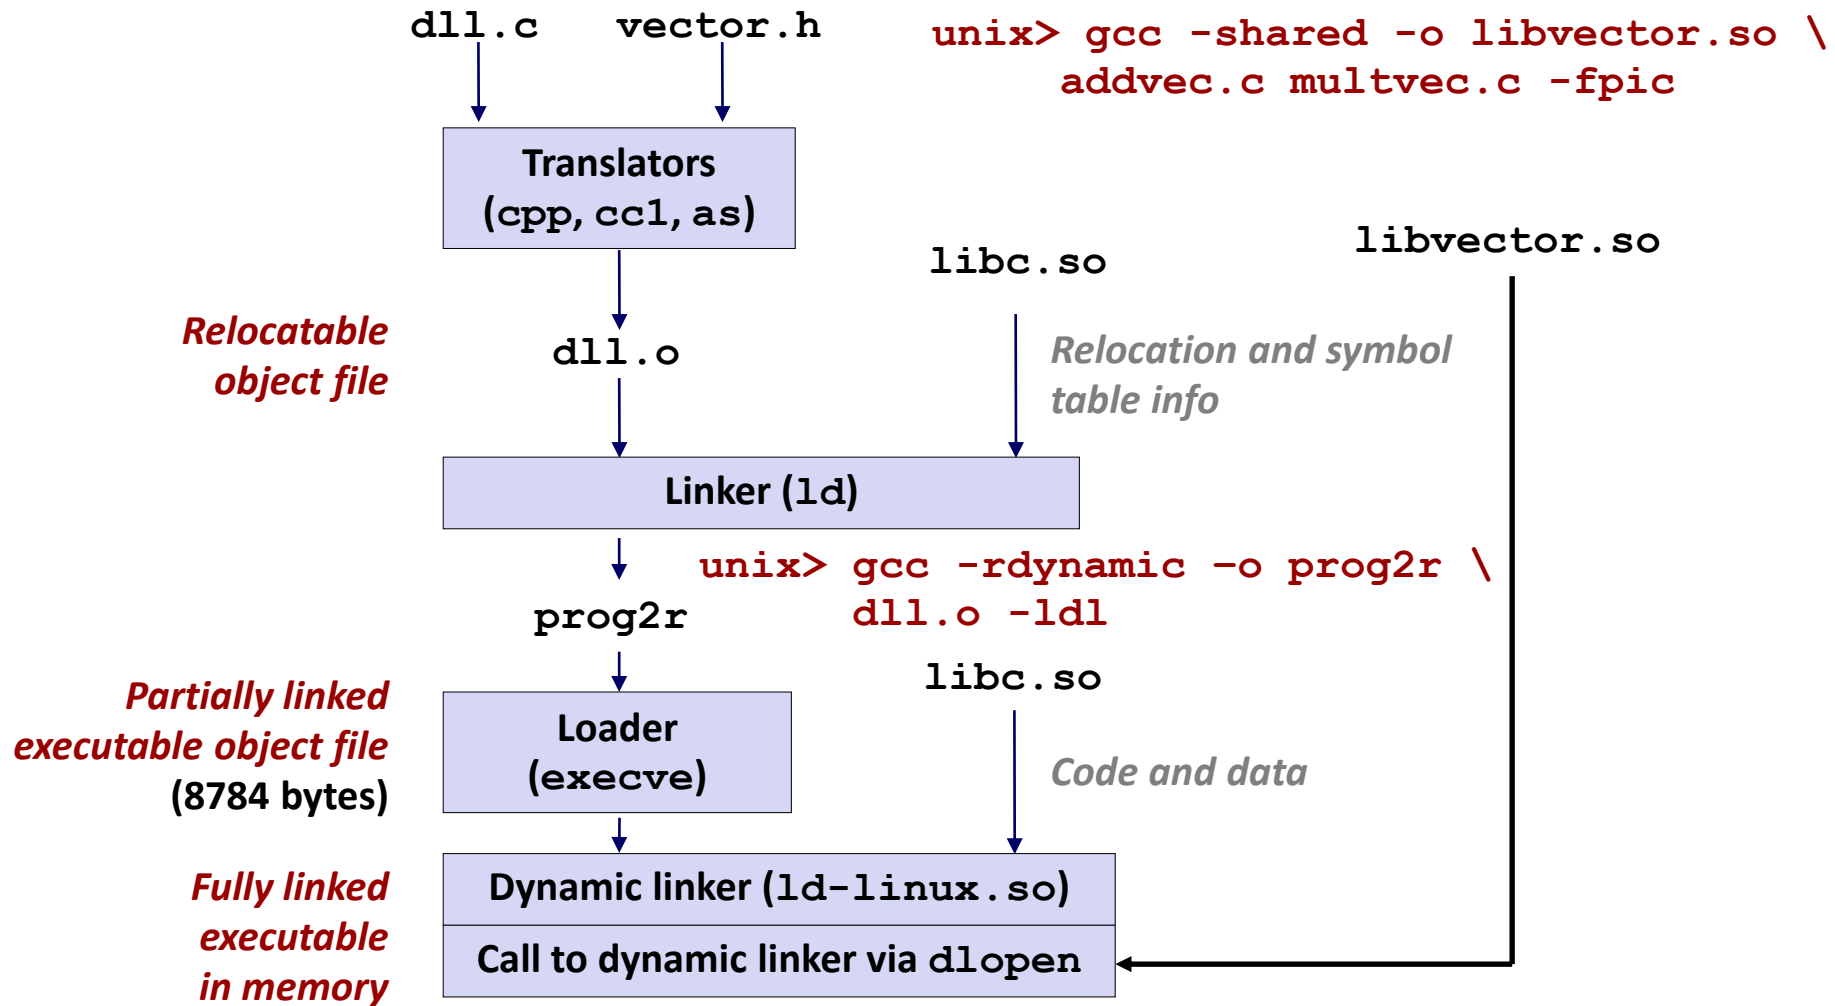 dll.c vector.h
unix> gcc -shared -o libvector.so \
addvec.c multvec.c -fpic
Translators
(cpp, cc1, as)
libc.so
libvector.so
Relocatable
object file
dll.o
Relocation and symbol
table info
Linker (ld)
unix> gcc -rdynamic –o prog2r \
dll.o -ldl
prog2r
libc.so
Partially linked
executable object file
(8784 bytes)
Loader
(execve)
Code and data
Fully linked
executable
in memory
Dynamic linker (ld-linux.so)
Call to dynamic linker via dlopen